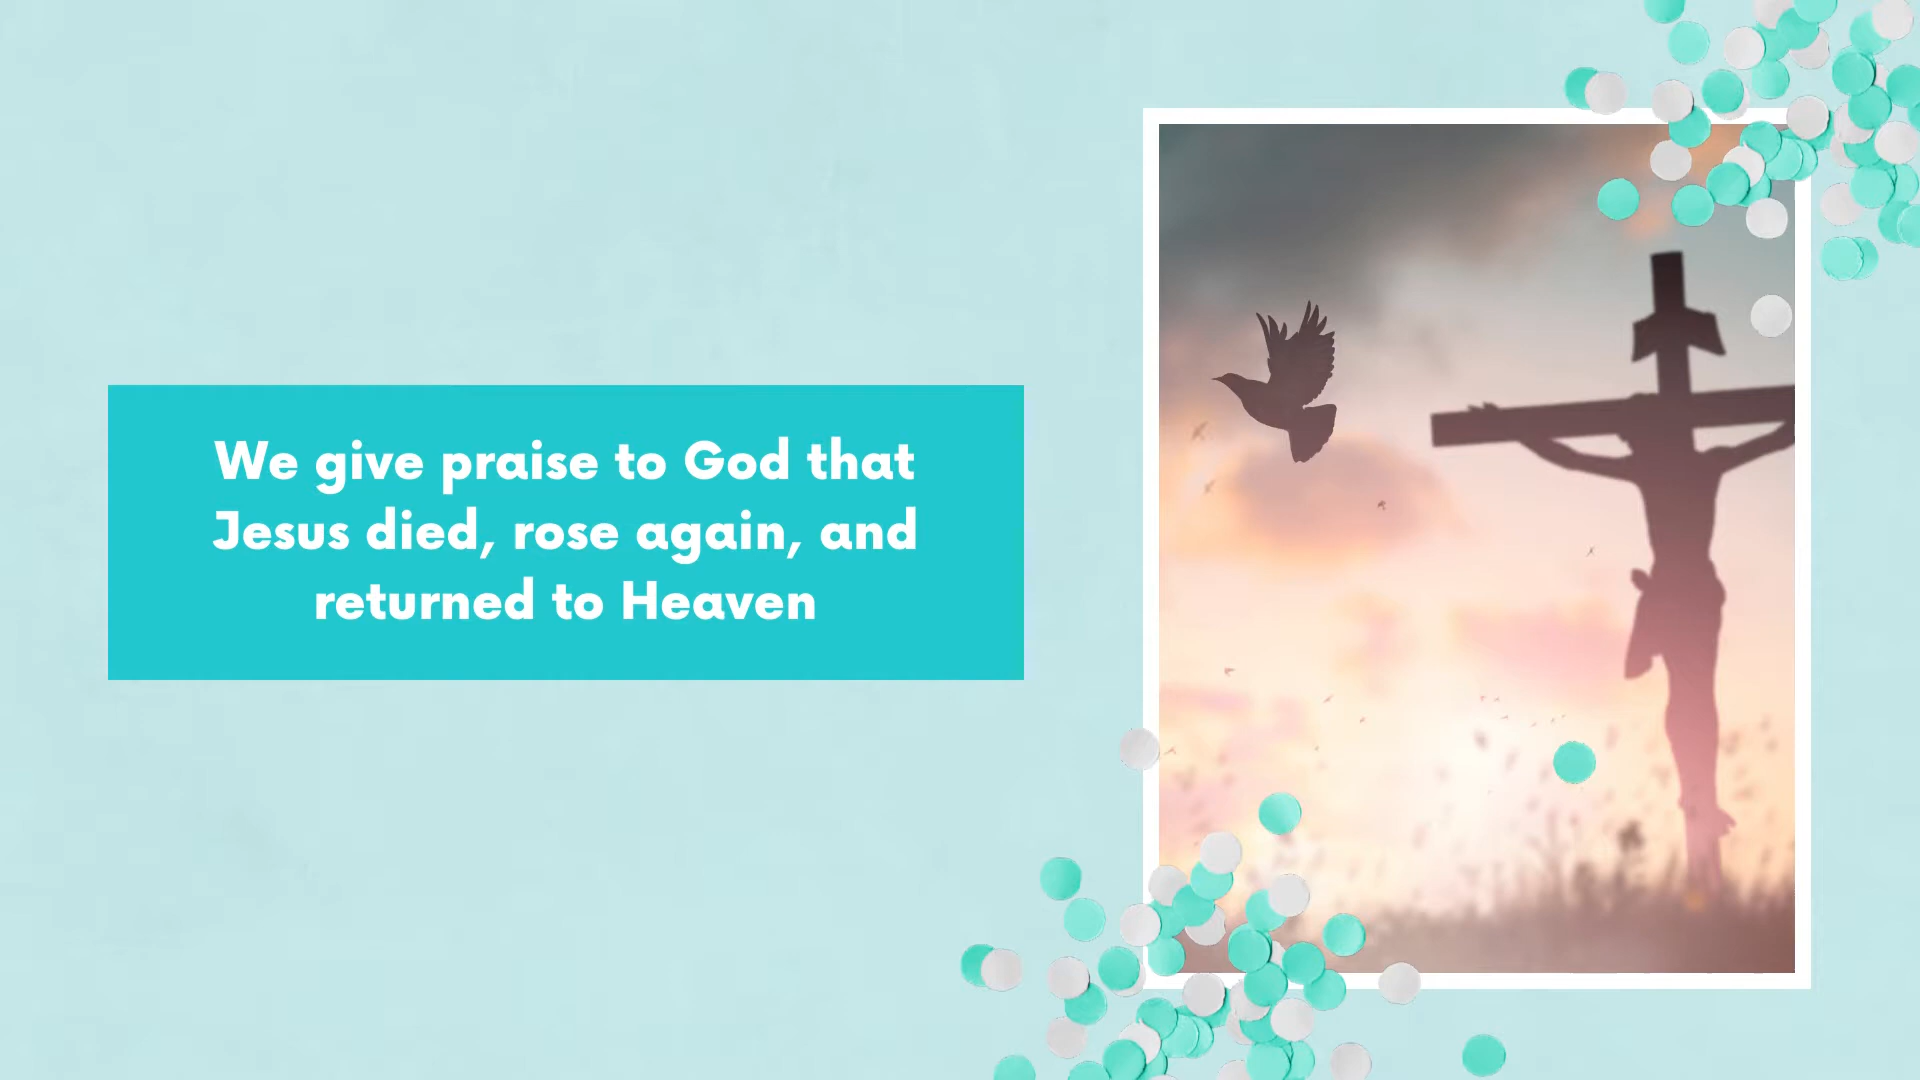 We give praise to God that
Jesus died, rose again, and
returned to Heaven